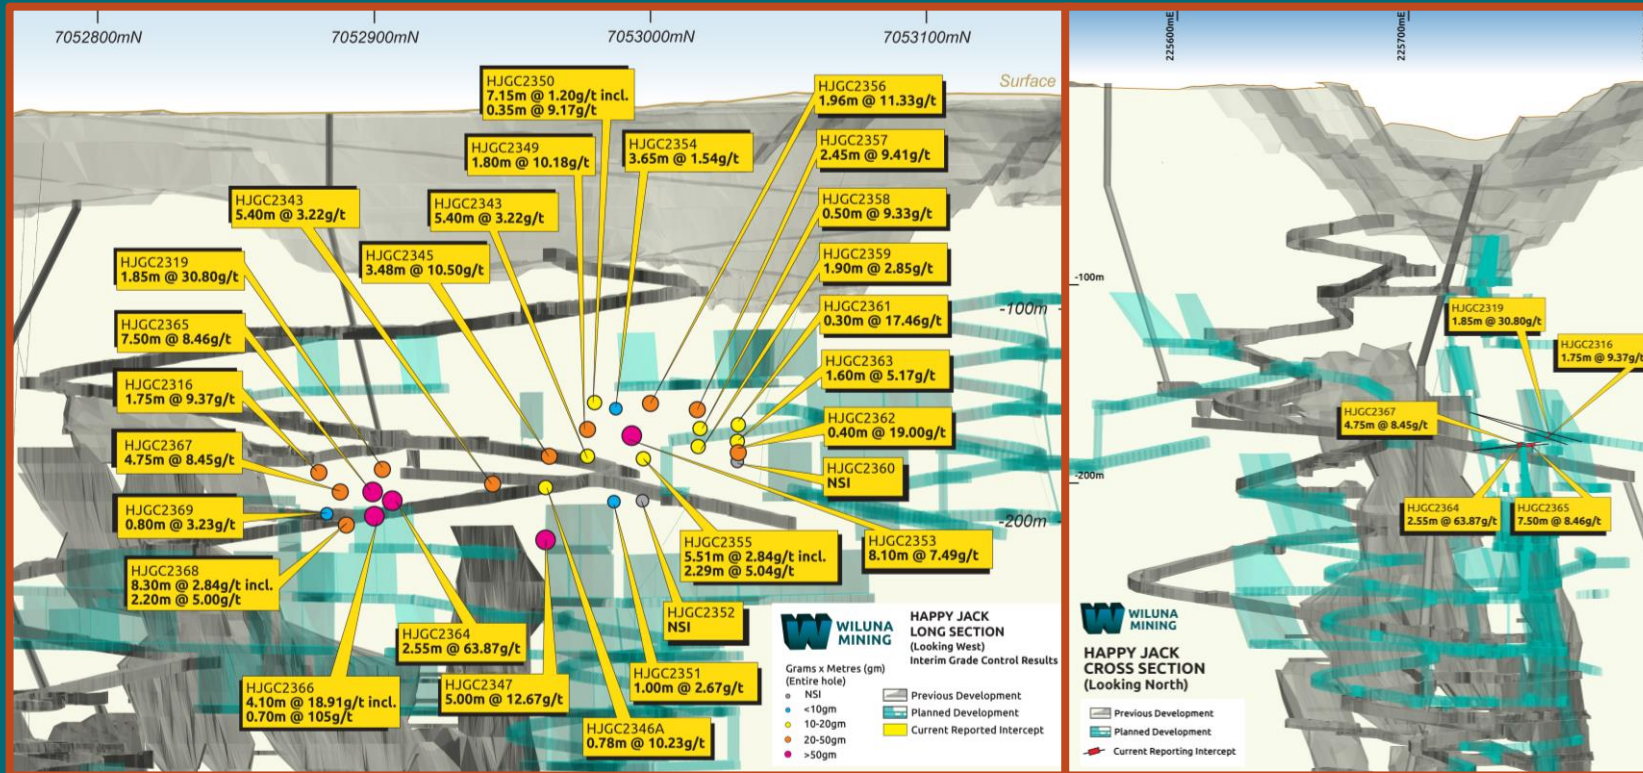 7052800mN
7052900mN
7053000mN
7053100mN
Surface
HJGC2350
7.15m @ 1.20g/t incl.
0.35m @ 9.17g/t
HJGC2356
1.96m @ 11.33g/t
HJGC2349
1.80m @ 10.18g/t
HJGC2354
3.65m @ 1.54g/t
HJGC2357
2.45m @ 9.41g/t
HJGC2343
5.40m @ 3.22g/t
HJGC2343
5.40m @ 3.22g/t
HJGC2358
0.50m @ 9.33g/t
HJGC2345
3.48m @ 10.50g/t
HJGC2359
1.90m @ 2.85g/t
HJGC2319
1.85m @ 30.80g/t
HJGC2361
0.30m @ 17.46g/t
-100m
HJGC2365
7.50m @ 8.46g/t
HJGC2363
1.60m @ 5.17g/t
HJGC2316
1.75m @ 9.37g/t
HJGC2362
0.40m @ 19.00g/t
HJGC2367
4.75m @ 8.45g/t
HJGC2360
NSI
HJGC2369
0.80m @ 3.23g/t
-200m
HJGC2355
5.51m @ 2.84g/t incl.
2.29m @ 5.04g/t
HJGC2353
8.10m @ 7.49g/t
HJGC2368
8.30m @ 2.84g/t incl.
2.20m @ 5.00g/t
HJGC2352
NSI
HJGC2364
2.55m @ 63.87g/t
HJGC2351
1.00m @ 2.67g/t
HJGC2366
4.10m @ 18.91g/t incl.
0.70m @ 105g/t
HJGC2347
5.00m @ 12.67g/t
HJGC2346A
0.78m @ 10.23g/t
WILUNA
MINING
HAPPY JACK
LONG SECTION
(Looking West)
Interim Grade Control Results
Grams x Metres (gm)
(Entire hole)
NSI
<10gm
10-20gm
20-50gm
>50gm
Previous Development
Planned Development
Current Reported Intercept
225600mE
225700mE
-100m
HJGC2319
1.85m @ 30.80g/t
HJGC2316
1.75m @ 9.37g/t
HJGC2367
4.75m @ 8.45g/t
-200m
HJGC2364
2.55m @ 63.87g/t
HJGC2365
7.50m @ 8.46g/t
WILUNA
MINING
HAPPY JACK
CROSS SECTION
(Looking North)
Previous Development
Planned Development
Current Reporting Intercept